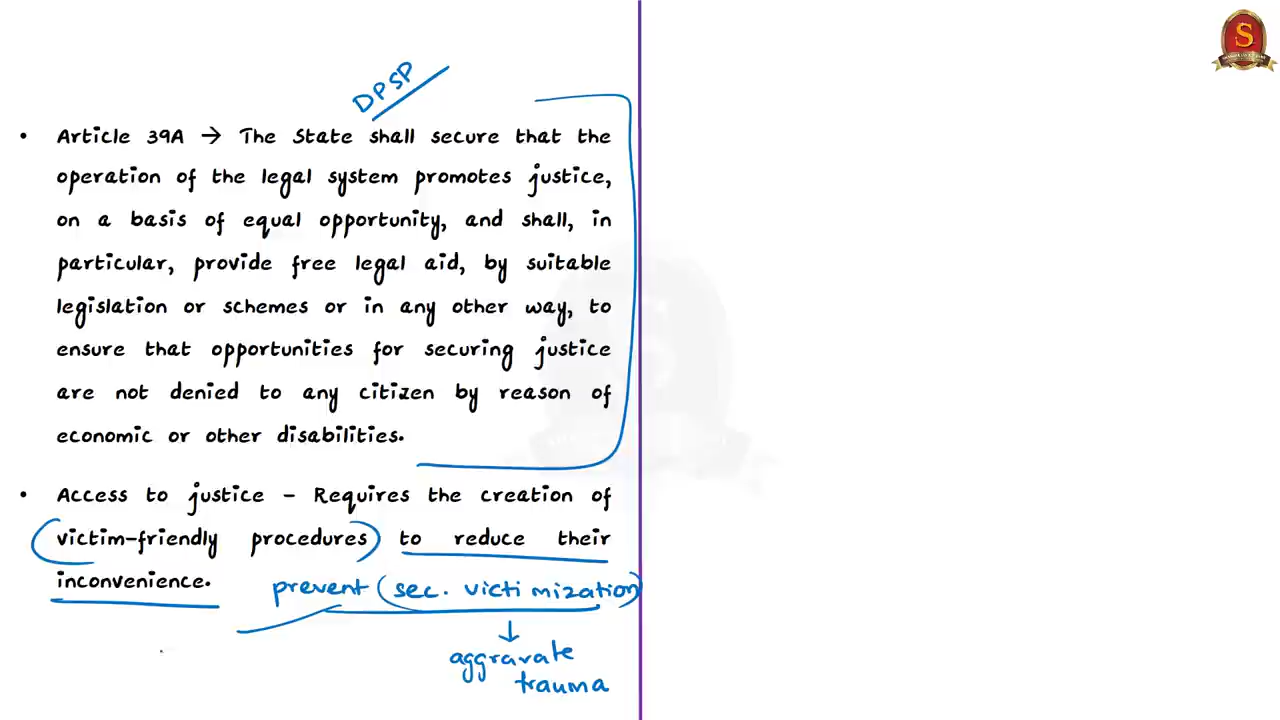 DPSP
• Article 39A → The State shall secure that the
operation of the legal system promotes justice,
on a basis of equal opportunity, and shall, in
particular, provide free legal aid, by suitable
legislation or schemes or in any other way, to
ensure that opportunities for securing justice
are not denied to any citizen by reason of
economic or other disabilities.
• Access to justice – Requires the creation of
victim-friendly procedures to reduce their
inconvenience.
prevent (sec. victimization)
↓
aggravate
trauma
S